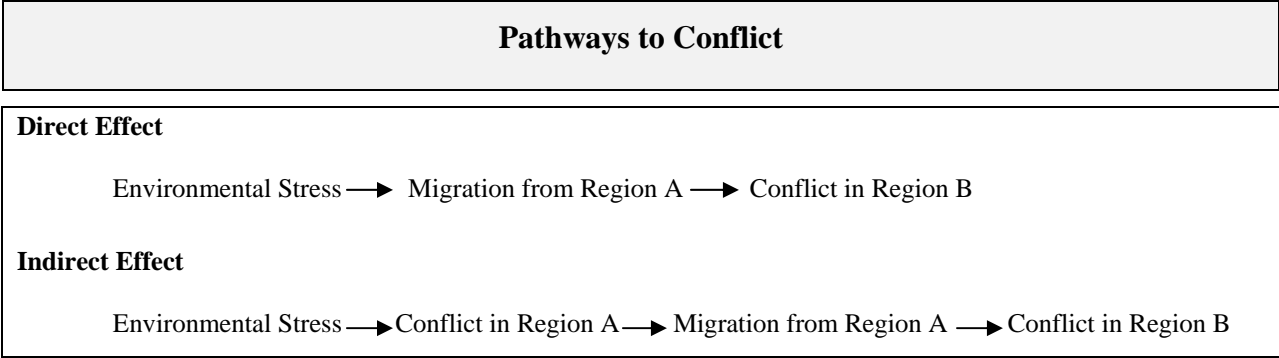 Pathways to Conflict
Direct Effect
Environmental Stress → Migration from Region A → Conflict in Region B
Indirect Effect
Environmental Stress → Conflict in Region A → Migration from Region A → Conflict in Region B